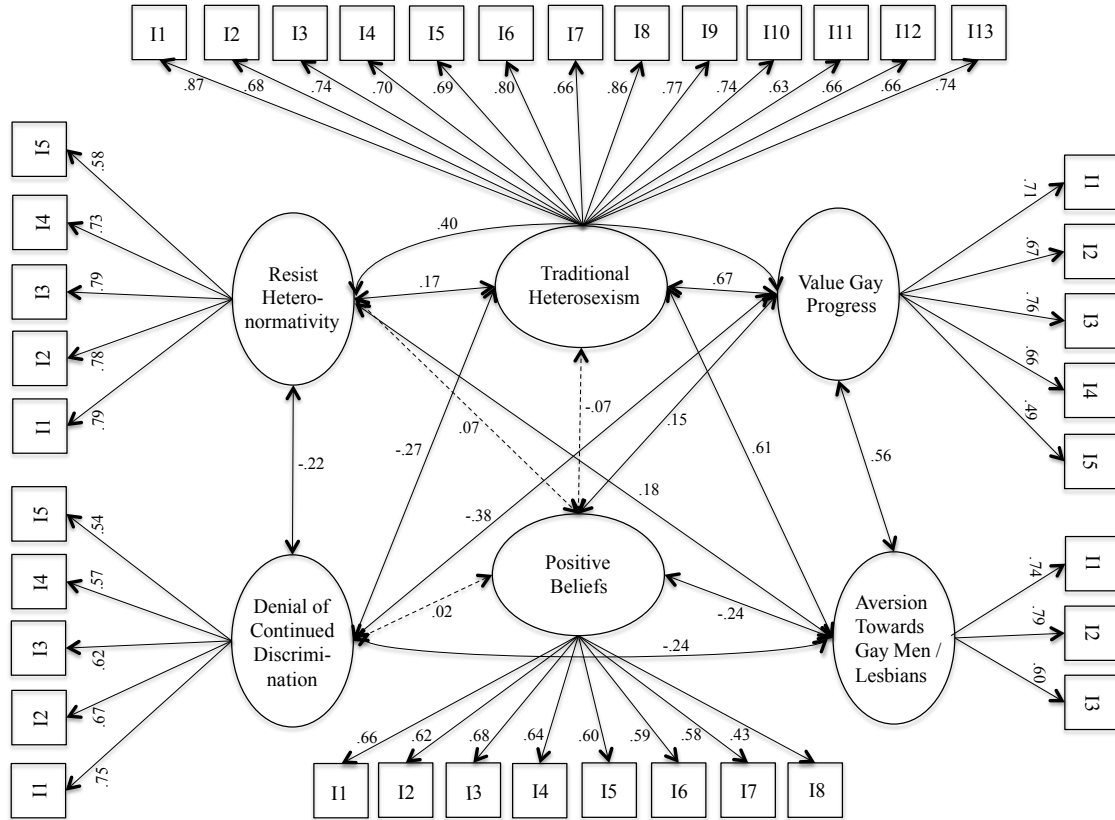 I1 I2 I3 I4 I5 I6 I7 I8 I9 I10 I11 I12 I13
.87 .68 .74 .70 .69 .80 .66 .86 .77 .74 .63 .66 .66 .74
I5
.58
I4
.73
I3
.79
I2
.78
I1
.79
Resist
Hetero-
normativity
.40
.17
Traditional
Heterosexism
.67
Value Gay
Progress
.71
I1
.67
I2
.76
I3
.66
I4
.49
I5
-.22
-.27
.07
-.07
.15
.61
.56
-.38
.18
I5
.54
I4
.57
I3
.62
I2
.67
I1
.75
Denial of
Continued
Discrimi-
nation
.02
Positive
Beliefs
-.24
-.24
Aversion
Towards
Gay Men /
Lesbians
.74
I1
.79
I2
.60
I3
.66 .62 .68 .64 .60 .59 .58 .43
I1 I2 I3 I4 I5 I6 I7 I8